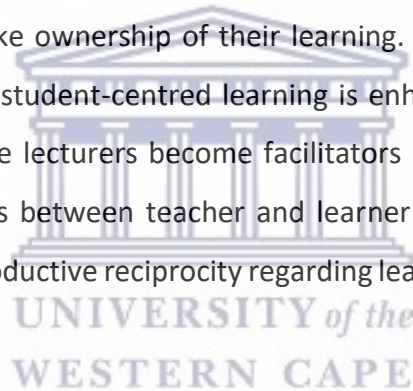 ke ownership of their learning.
student-centred learning is enh
e lecturers become facilitators
s between teacher and learner
oductive reciprocity regarding lea
UNIVERSITY of the
WESTERN CAPE